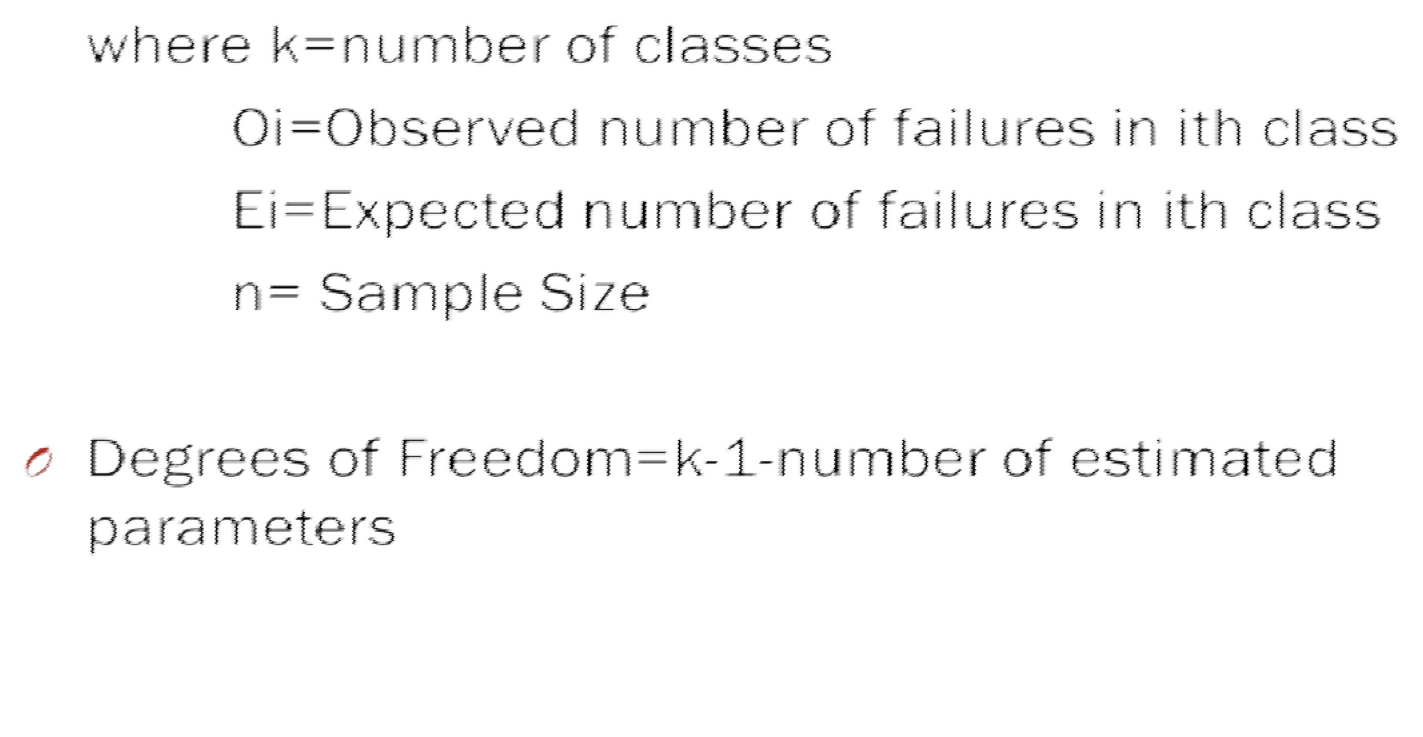 where k=number of classes
Oi=Observed number of failures in ith class
Ei=Expected number of failures in ith class
n= Sample Size
Degrees of Freedom=k-1-number of estimated
parameters